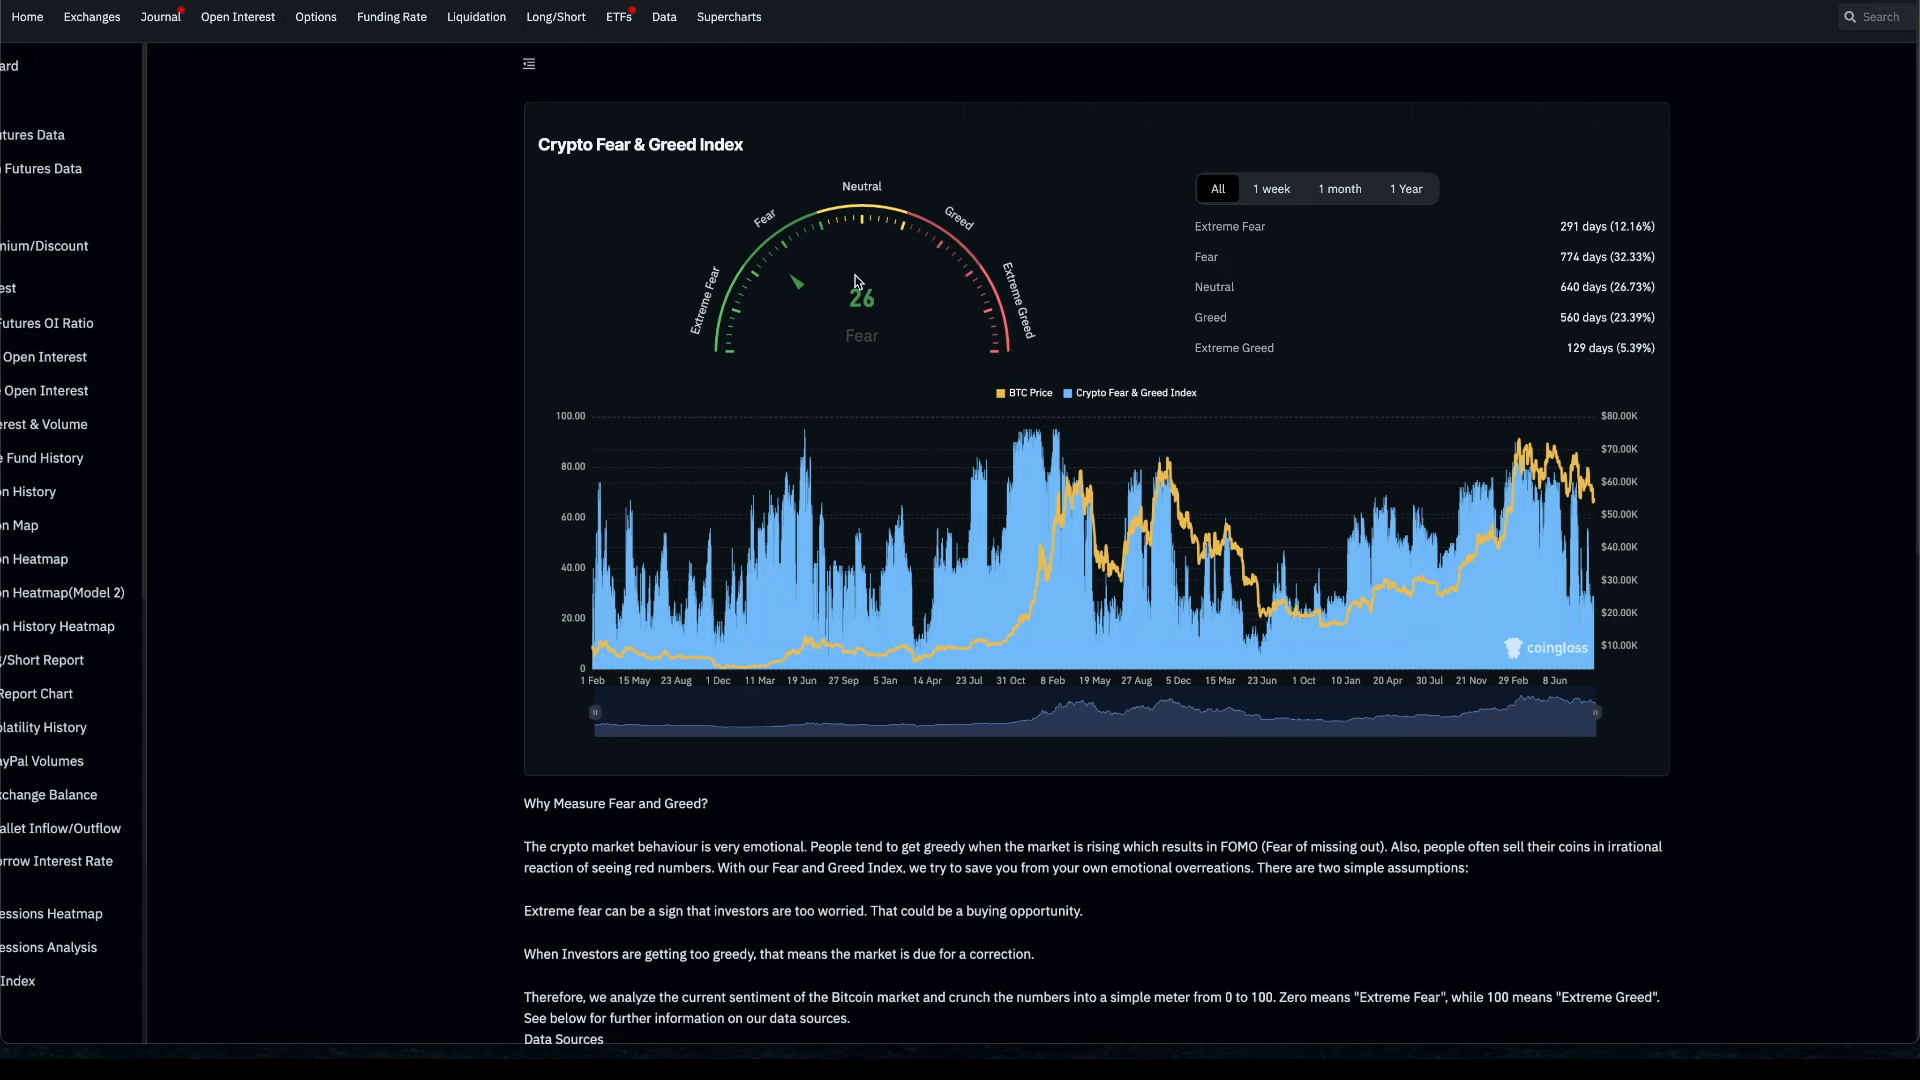 Home Exchanges Journal Open Interest Options Funding Rate Liquidation Long/Short ETFs Data Supercharts Search
ard
utures Data
Futures Data
mium/Discount
est
Futures OI Ratio
Open Interest
Open Interest
erest & Volume
e Fund History
on History
on Map
on Heatmap
on Heatmap(Model 2)
on History Heatmap
g/Short Report
Report Chart
olatility History
ayPal Volumes
xchange Balance
allet Inflow/Outflow
orrow Interest Rate
essions Heatmap
essions Analysis
Index
Crypto Fear & Greed Index
Extreme Fear
Fear
Neutral
Greed
Extreme Greed
26
Fear
All 1 week 1 month 1 Year
Extreme Fear 291 days (12.16%)
Fear 774 days (32.33%)
Neutral 640 days (26.73%)
Greed 560 days (23.39%)
Extreme Greed 129 days (5.39%)
BTC Price Crypto Fear & Greed Index
100.00
80.00
60.00
40.00
20.00
0
$80.00K
$70.00K
$60.00K
$50.00K
$40.00K
$30.00K
$20.00K
$10.00K
coinglass
1 Feb 15 May 23 Aug 1 Dec 11 Mar 19 Jun 27 Sep 5 Jan 14 Apr 23 Jul 31 Oct 8 Feb 19 May 27 Aug 5 Dec 15 Mar 23 Jun 1 Oct 10 Jan 20 Apr 30 Jul 21 Nov 29 Feb 8 Jun
Why Measure Fear and Greed?
The crypto market behaviour is very emotional. People tend to get greedy when the market is rising which results in FOMO (Fear of missing out). Also, people often sell their coins in irrational
reaction of seeing red numbers. With our Fear and Greed Index, we try to save you from your own emotional overreations. There are two simple assumptions:
Extreme fear can be a sign that investors are too worried. That could be a buying opportunity.
When Investors are getting too greedy, that means the market is due for a correction.
Therefore, we analyze the current sentiment of the Bitcoin market and crunch the numbers into a simple meter from 0 to 100. Zero means "Extreme Fear", while 100 means "Extreme Greed".
See below for further information on our data sources.
Data Sources